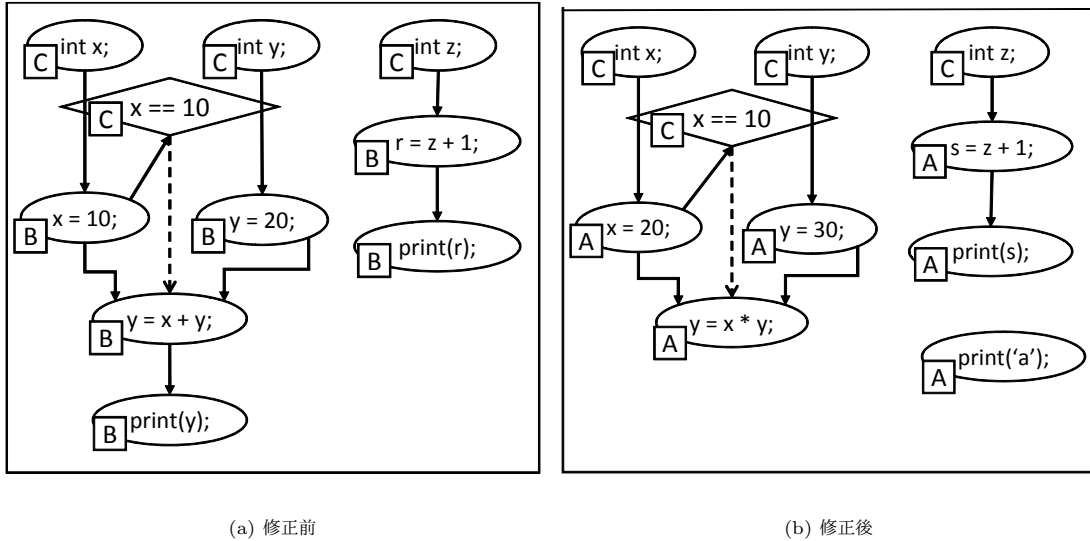 int x;
C
int y;
C
int z;
C
x == 10
C
r = z + 1;
B
x = 10;
B
y = 20;
B
print(r);
B
y = x + y;
B
print(y);
B
(a) 修正前
int x;
C
int y;
C
int z;
C
x == 10
C
s = z + 1;
A
x = 20;
A
y = 30;
A
print(s);
A
y = x * y;
A
print(‘a’);
A
(b) 修正後